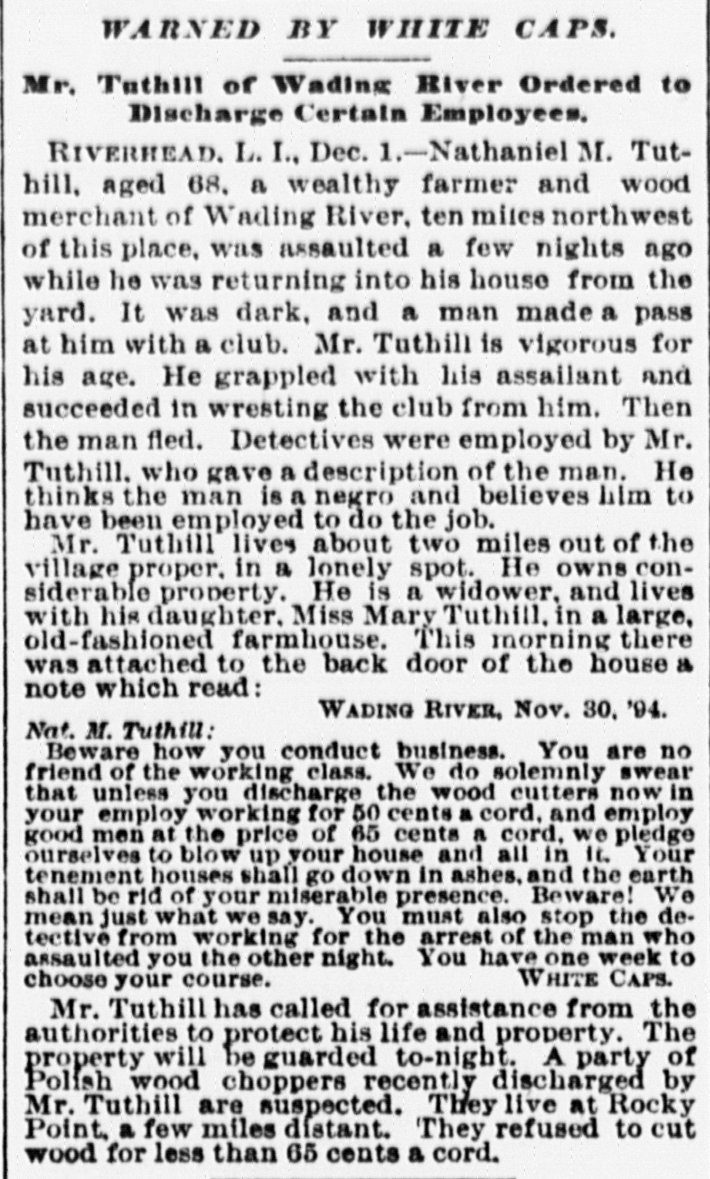 WARNED BY WHITE CAPS.
Mr. Tuthill of Wading River Ordered to
Discharge Certain Employees.
RIVERHEAD, L. I., Dec. 1.—Nathaniel M. Tut-
hill, aged 68, a wealthy farmer and wood
merchant of Wading River, ten miles northwest
of this place, was assaulted a few nights ago
while he was returning into his house from the
yard. It was dark, and a man made a pass
at him with a club. Mr. Tuthill is vigorous for
his age. He grappled with his assailant and
succeeded in wresting the club from him. Then
the man fled. Detectives were employed by Mr.
Tuthill, who gave a description of the man. He
thinks the man is a negro and believes him to
have been employed to do the job.
Mr. Tuthill lives about two miles out of the
village proper, in a lonely spot. He owns con-
siderable property. He is a widower, and lives
with his daughter, Miss Mary Tuthill, in a large,
old-fashioned farmhouse. This morning there
was attached to the back door of the house a
note which read:
WADING RIVER, Nov. 30, '94.
Nat. M. Tuthill:
Beware how you conduct business. You are no
friend of the working class. We do solemnly swear
that unless you discharge the wood cutters now in
your employ working for 50 cents a cord, and employ
good men at the price of 65 cents a cord, we pledge
ourselves to blow up your house and all in it. Your
tenement houses shall go down in ashes, and the earth
shall be rid of your miserable presence. Beware! We
mean just what we say. You must also stop the de-
tective from working for the arrest of the man who
assaulted you the other night. You have one week to
choose your course. WHITE CAPS.
Mr. Tuthill has called for assistance from the
authorities to protect his life and property. The
property will be guarded to-night. A party of
Polish wood choppers recently discharged by
Mr. Tuthill are suspected. They live at Rocky
Point, a few miles distant. They refused to cut
wood for less than 65 cents a cord.